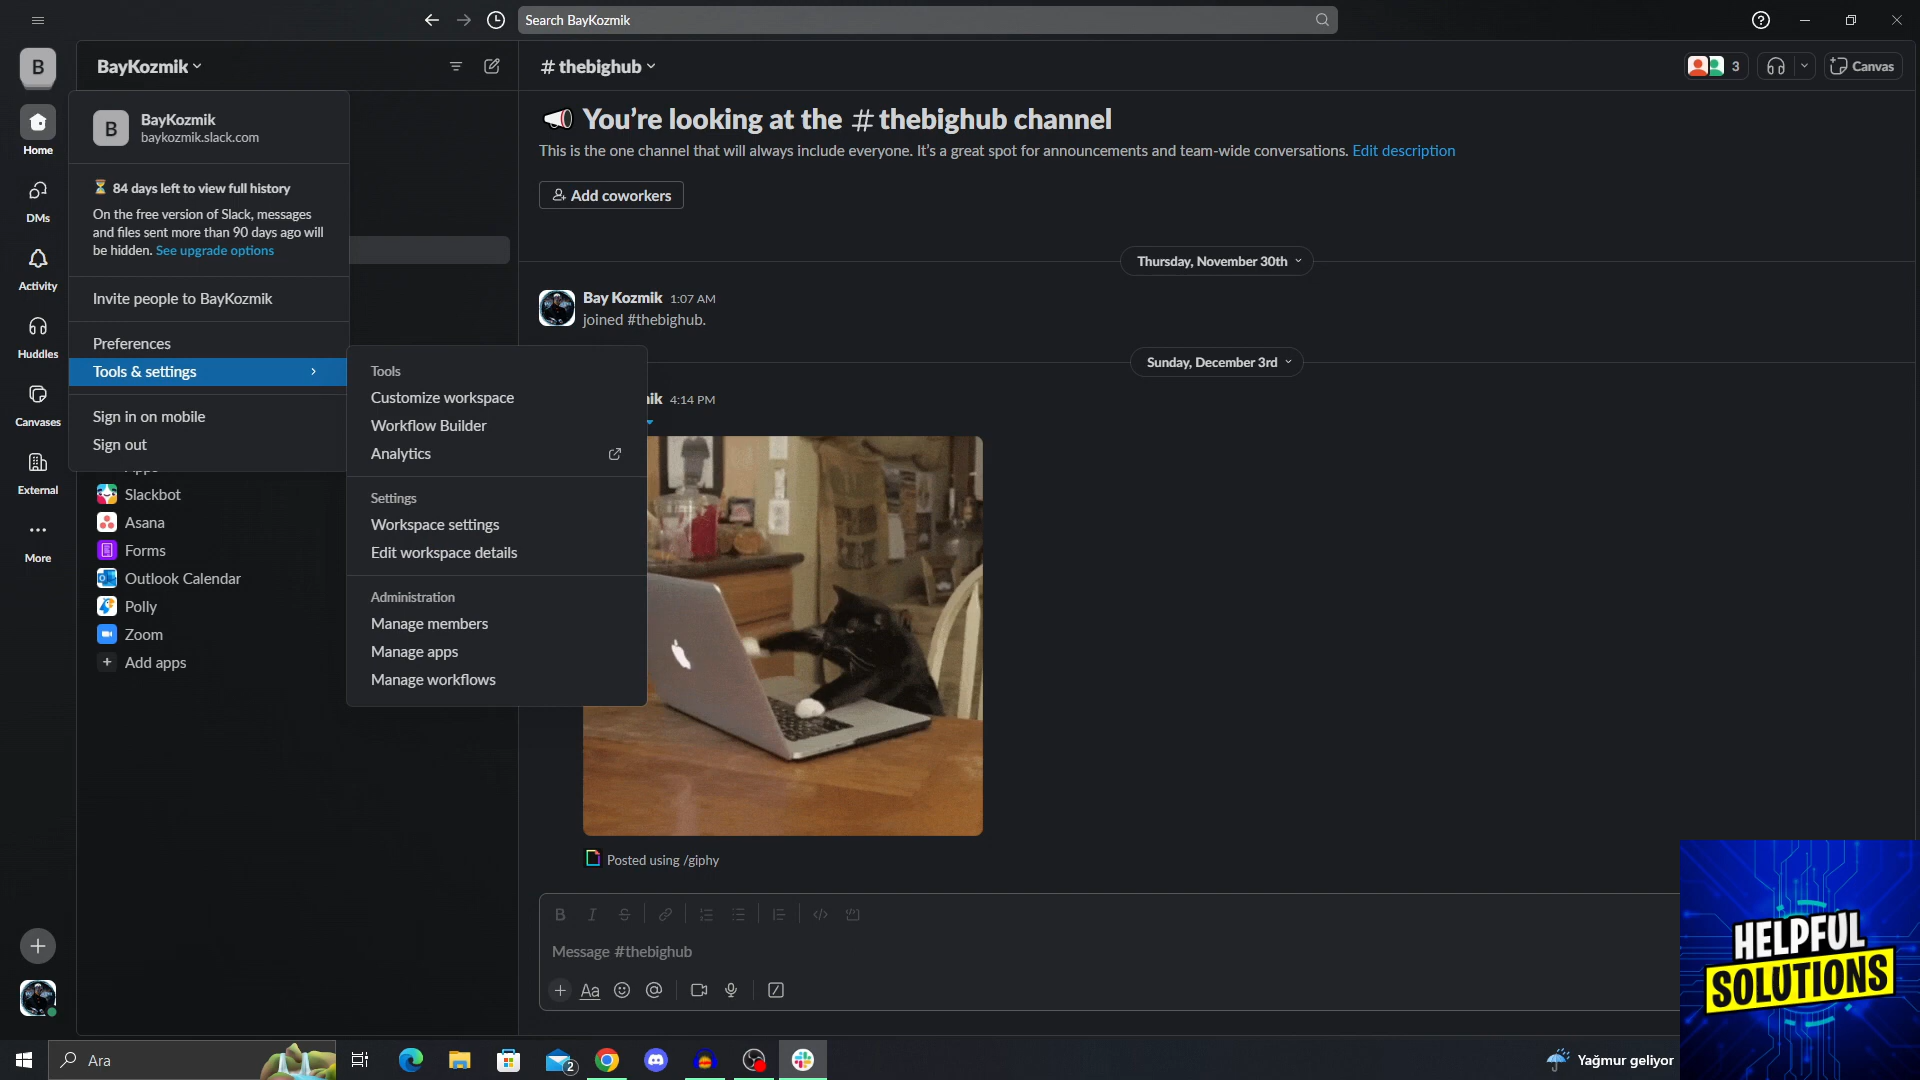 Search BayKozmik
B
BayKozmik
# thebighub
3
Canvas
Home
DMs
Activity
Huddles
Canvases
External
More
B
BayKozmik
baykozmik.slack.com
84 days left to view full history
On the free version of Slack, messages
and files sent more than 90 days ago will
be hidden. See upgrade options
Invite people to BayKozmik
Preferences
Tools & settings
Sign in on mobile
Sign out
Slackbot
Asana
Forms
Outlook Calendar
Polly
Zoom
+ Add apps
Tools
Customize workspace
Workflow Builder
Analytics
Settings
Workspace settings
Edit workspace details
Administration
Manage members
Manage apps
Manage workflows
You're looking at the # thebighub channel
This is the one channel that will always include everyone. It's a great spot for announcements and team-wide conversations. Edit description
Add coworkers
Thursday, November 30th
Bay Kozmik 1:07 AM
joined #thebighub.
Sunday, December 3rd
ik 4:14 PM
Posted using /giphy
B I S
Message #thebighub
+ Aa @
HELPFUL
SOLUTIONS
Ara
2
Yağmur geliyor